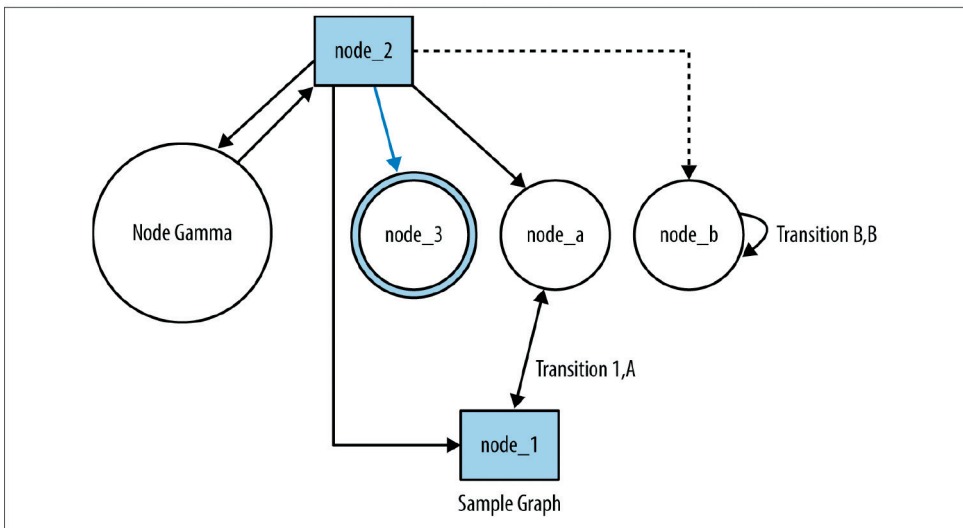 node_2
Node Gamma
node_3
node_a
node_b
Transition B,B
Transition 1,A
node_1
Sample Graph